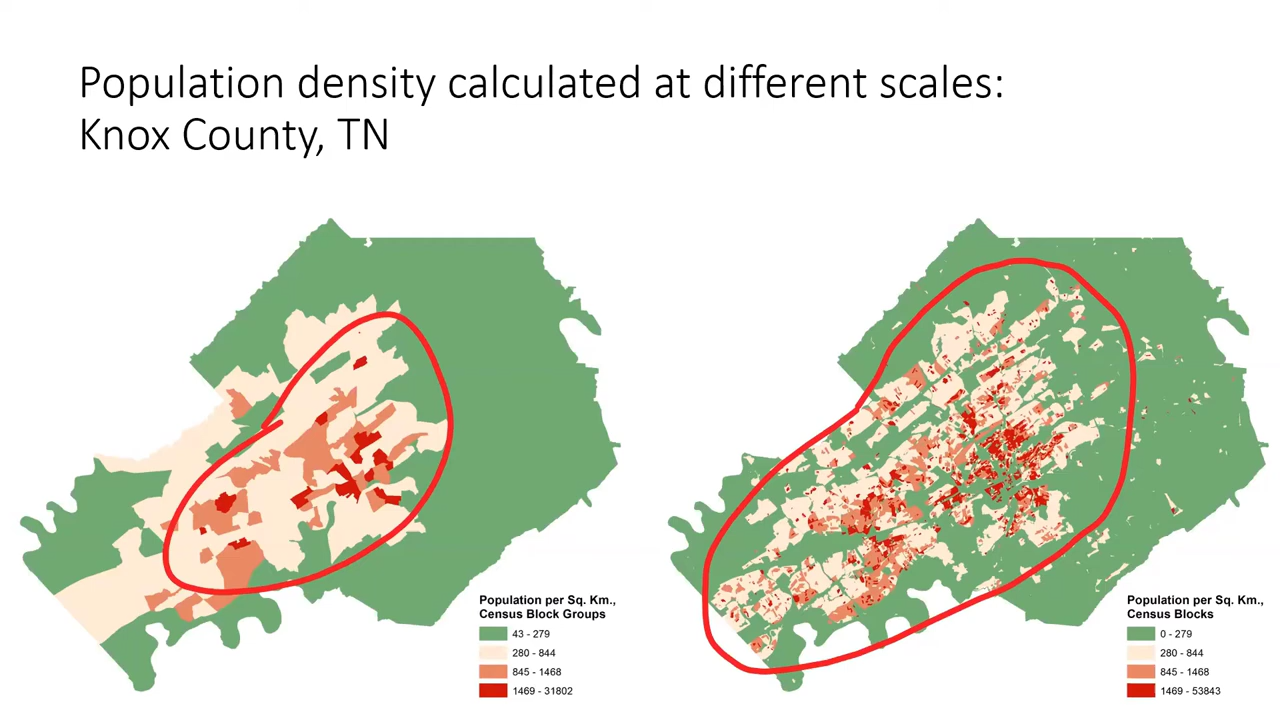 Population density calculated at different scales:
Knox County, TN
Population per Sq. Km.,
Census Block Groups
43 - 279
280 - 844
845 - 1468
1469 - 31802
Population per Sq. Km.,
Census Blocks
0 - 279
280 - 844
845 - 1468
1469 - 53843